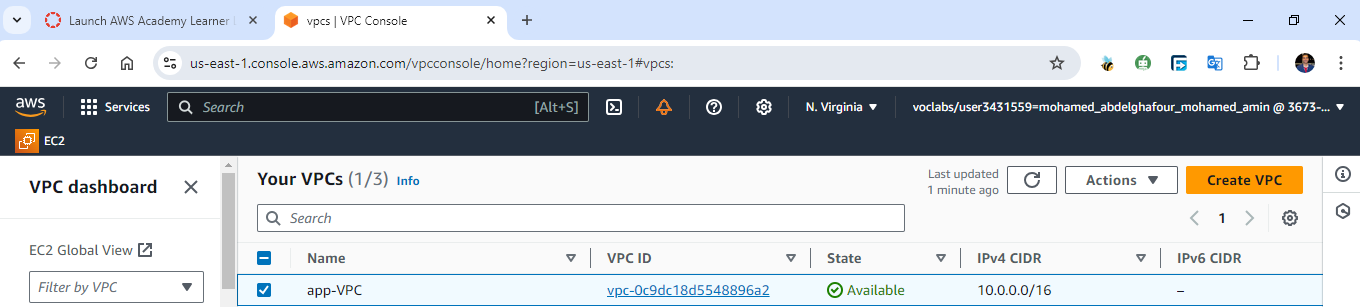 Launch AWS Academy Learner L
vpcs | VPC Console
us-east-1.console.aws.amazon.com/vpcconsole/home?region=us-east-1#vpcs:
aws Services Search [Alt+S] N. Virginia voclabs/user3431559=mohamed_abdelghafour_mohamed_amin @ 3673-...
EC2
VPC dashboard
EC2 Global View
Filter by VPC
Your VPCs (1/3) Info
Last updated
1 minute ago
Actions
Create VPC
Search
1
Name VPC ID State IPv4 CIDR IPv6 CIDR
app-VPC vpc-0c9dc18d5548896a2 Available 10.0.0.0/16 –